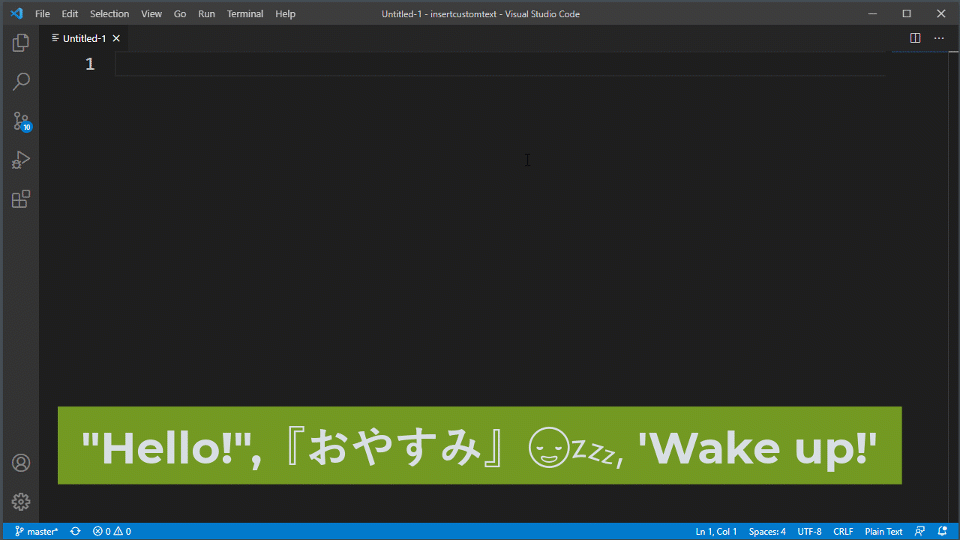 File Edit Selection View Go Run Terminal Help
Untitled-1 - insertcustomtext - Visual Studio Code
Untitled-1
1
10
"Hello!",『おやすみ』😴zzz, 'Wake up!'
master* 0 0 Ln 1, Col 1 Spaces: 4 UTF-8 CRLF Plain Text